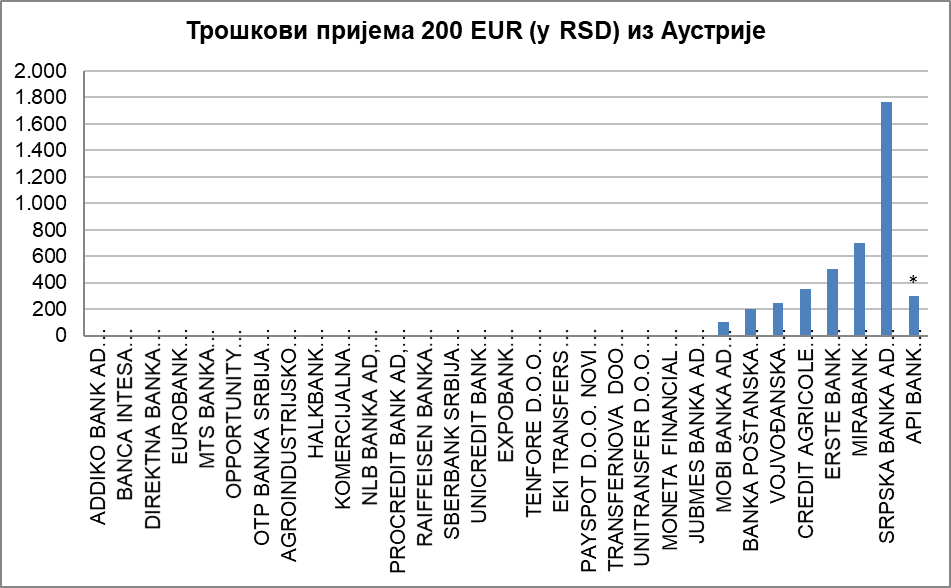 Трошкови пријема 200 EUR (у RSD) из Аустрије
2.000
1.800
1.600
1.400
1.200
1.000
800
600
400
200
0
*
ADDIKO BANK AD…
BANCA INTESA…
DIREKTNA BANKA…
EUROBANK…
MTS BANKA…
OPPORTUNITY…
OTP BANKA SRBIJA…
AGROINDUSTRIJSKO…
HALKBANK…
KOMERCIJALNA…
NLB BANKA AD,…
PROCREDIT BANK AD,…
RAIFFEISEN BANKA…
SBERBANK SRBIJA…
UNICREDIT BANK…
EXPOBANK…
TENFORE D.O.O.…
EKI TRANSFERS…
PAYSPOT D.O.O. NOVI…
TRANSFERNOVA DOO…
UNITRANSFER D.O.O.…
MONETA FINANCIAL…
JUBMES BANKA AD…
MOBI BANKA AD…
BANKA POŠTANSKA…
VOJVOĐANSKA…
CREDIT AGRICOLE…
ERSTE BANK…
MIRABANK…
SRPSKA BANKA AD…
API BANK…